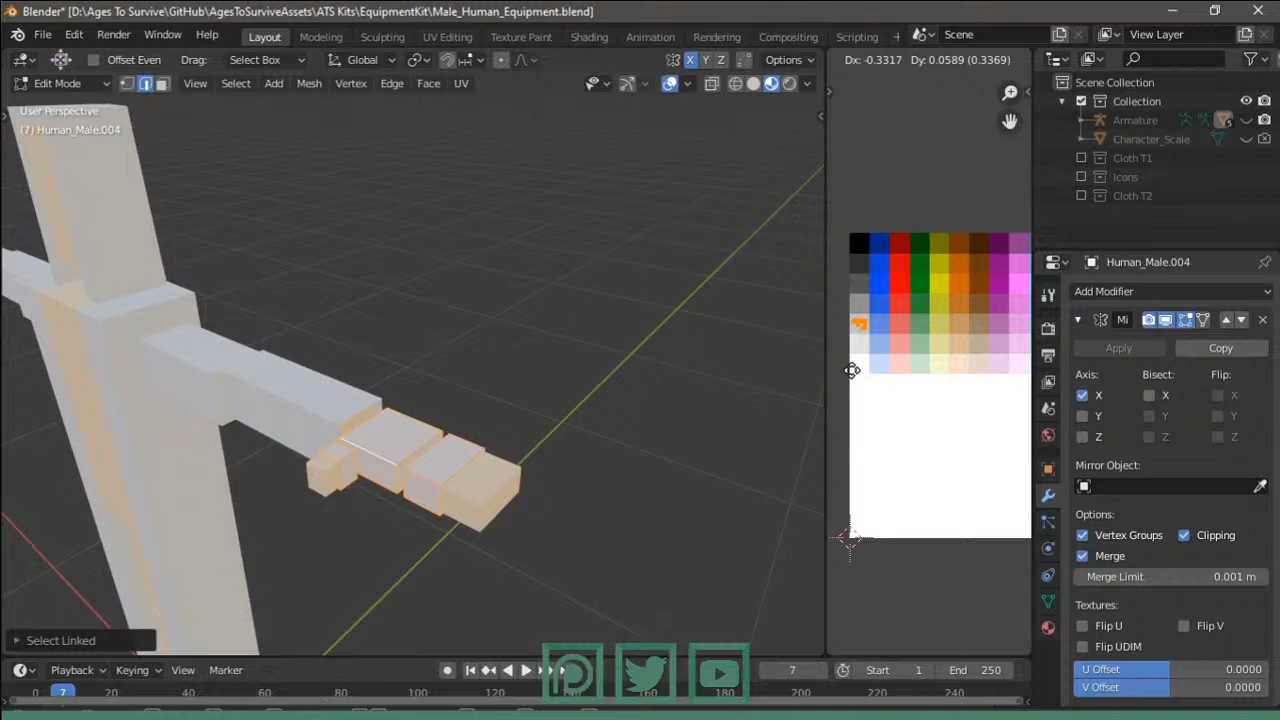 Blender* [D:\Ages To Survive\GitHub\AgesToSurviveAssets\ATS Kits\EquipmentKit\Male_Human_Equipment.blend]
File Edit Render Window Help Layout Modeling Sculpting UV Editing Texture Paint Shading Animation Rendering Compositing Scripting + Scene View Layer
Offset Even Drag: Select Box Global X Y Z Options Dx: -0.3317 Dy: 0.0589 (0.3369)
Edit Mode View Select Add Mesh Vertex Edge Face UV
Scene Collection
Collection
Armature 5
Character_Scale
Cloth T1
Icons
Cloth T2
User Perspective
(7) Human_Male.004
Human_Male.004
Add Modifier
Mi
Apply Copy
Axis: Bisect: Flip:
X X X
Y Y Y
Z Z Z
Mirror Object:
Options:
Vertex Groups Clipping
Merge
Merge Limit 0.001 m
Textures:
Flip U Flip V
Flip UDIM
U Offset 0.0000
V Offset 0.0000
Select Linked
Playback Keying View Marker 7 Start 1 End 250
0 7 20 40 60 80 100 120 140 160 180 200 220 240